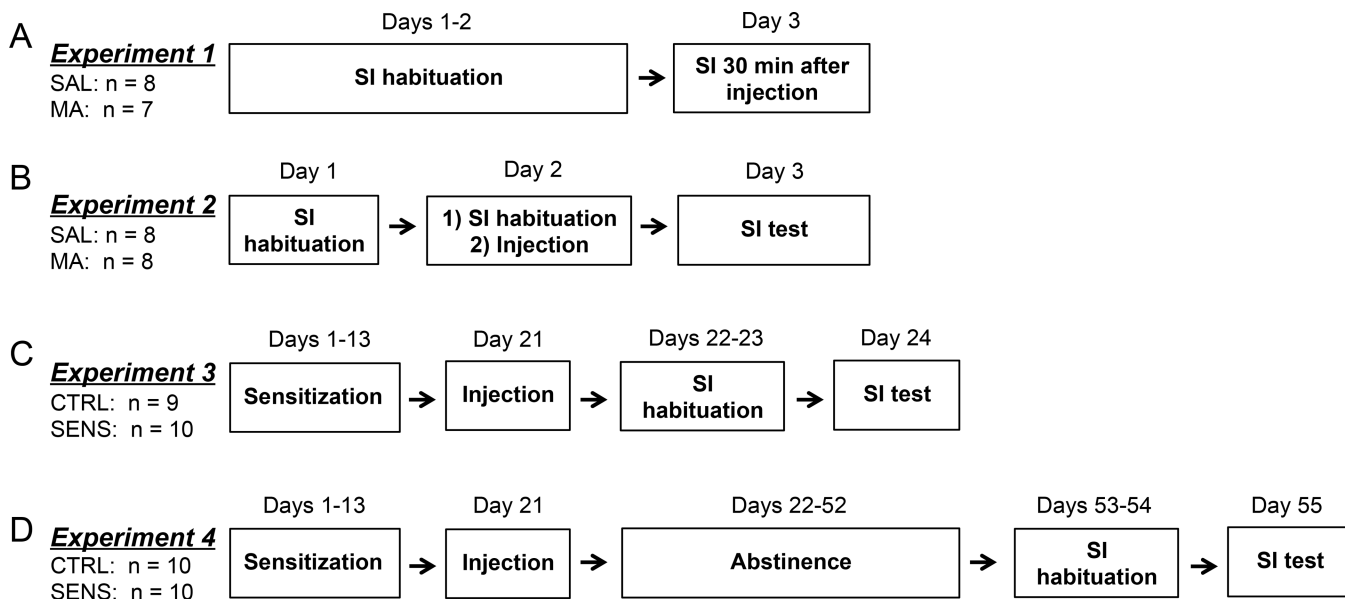 A
Experiment 1
SAL: n = 8
MA: n = 7
Days 1-2
SI habituation
Day 3
SI 30 min after
injection
B
Experiment 2
SAL: n = 8
MA: n = 8
Day 1
SI
habituation
Day 2
1) SI habituation
2) Injection
Day 3
SI test
C
Experiment 3
CTRL: n = 9
SENS: n = 10
Days 1-13
Sensitization
Day 21
Injection
Days 22-23
SI
habituation
Day 24
SI test
D
Experiment 4
CTRL: n = 10
SENS: n = 10
Days 1-13
Sensitization
Day 21
Injection
Days 22-52
Abstinence
Days 53-54
SI
habituation
Day 55
SI test